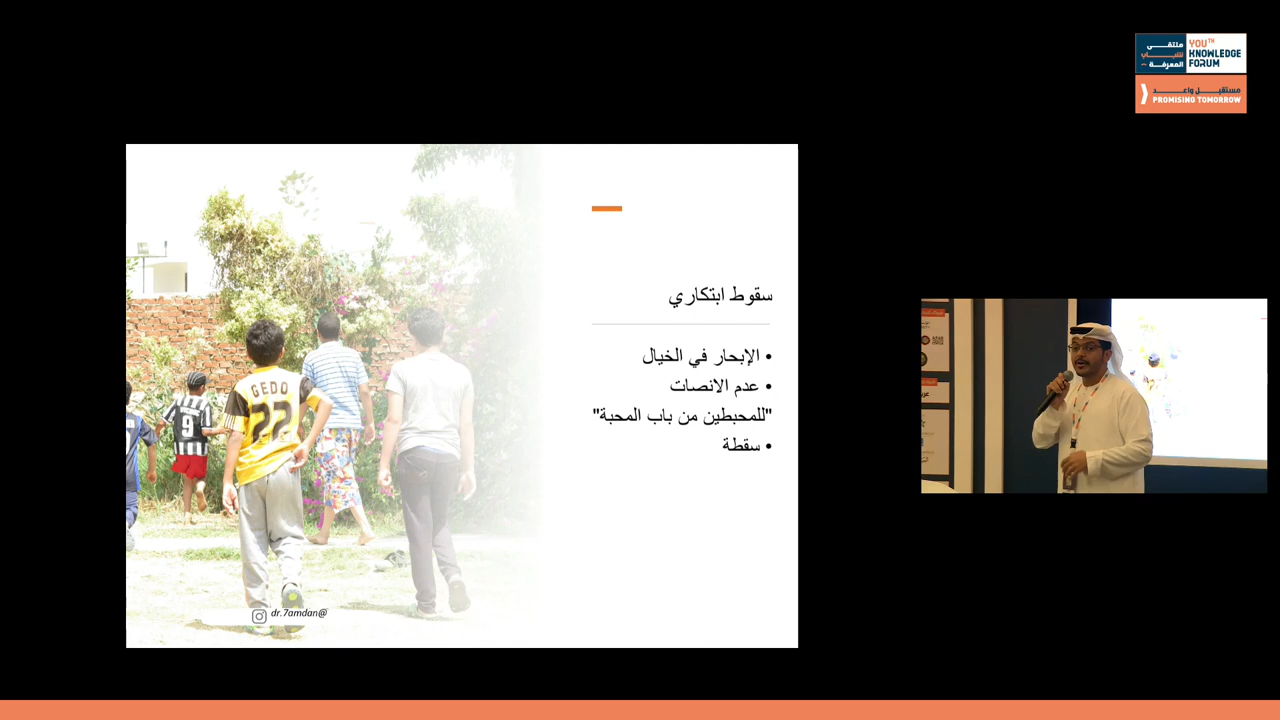 ملتقى
شباب
المعرفة
YOUTH
KNOWLEDGE
FORUM
مستقبل واعد
PROMISING TOMORROW
سقوط ابتكاري
• الإبحار في الخيال
• عدم الانصات
"للمحبطين من باب المحبة"
• سقطة
GEDO
22
9
dr.7amdan@